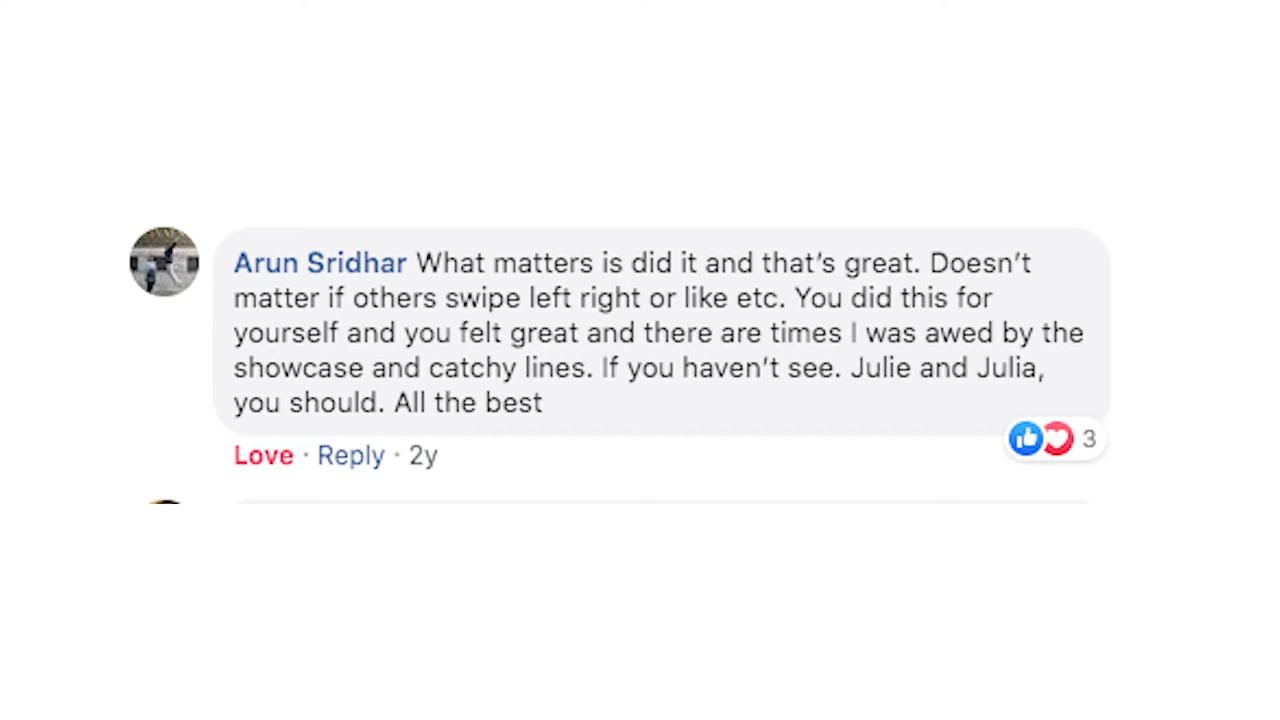 Arun Sridhar What matters is did it and that's great. Doesn't
matter if others swipe left right or like etc. You did this for
yourself and you felt great and there are times I was awed by the
showcase and catchy lines. If you haven't see. Julie and Julia,
you should. All the best
3
Love · Reply · 2y